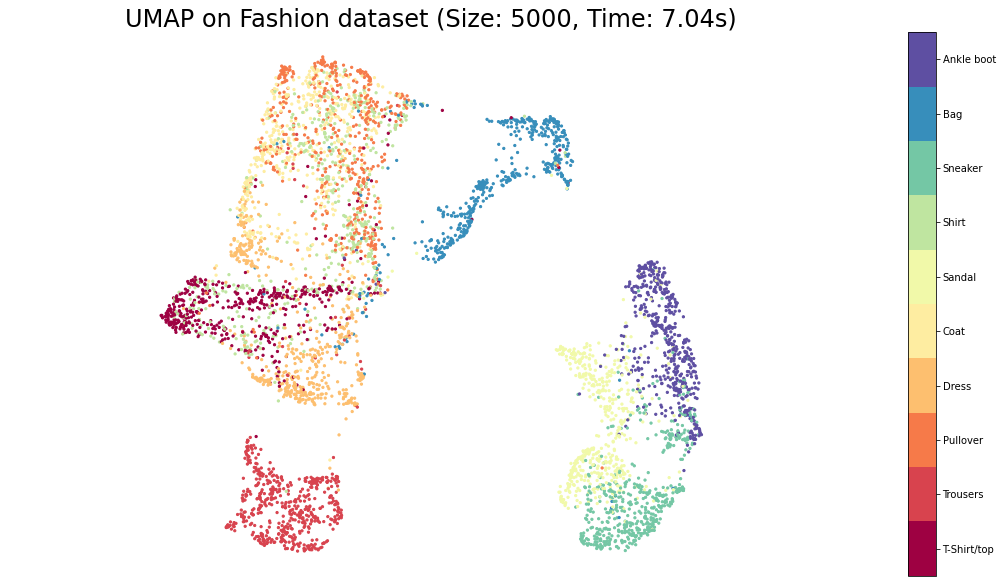 UMAP on Fashion dataset (Size: 5000, Time: 7.04s)
Ankle boot
Bag
Sneaker
Shirt
Sandal
Coat
Dress
Pullover
Trousers
T-Shirt/top